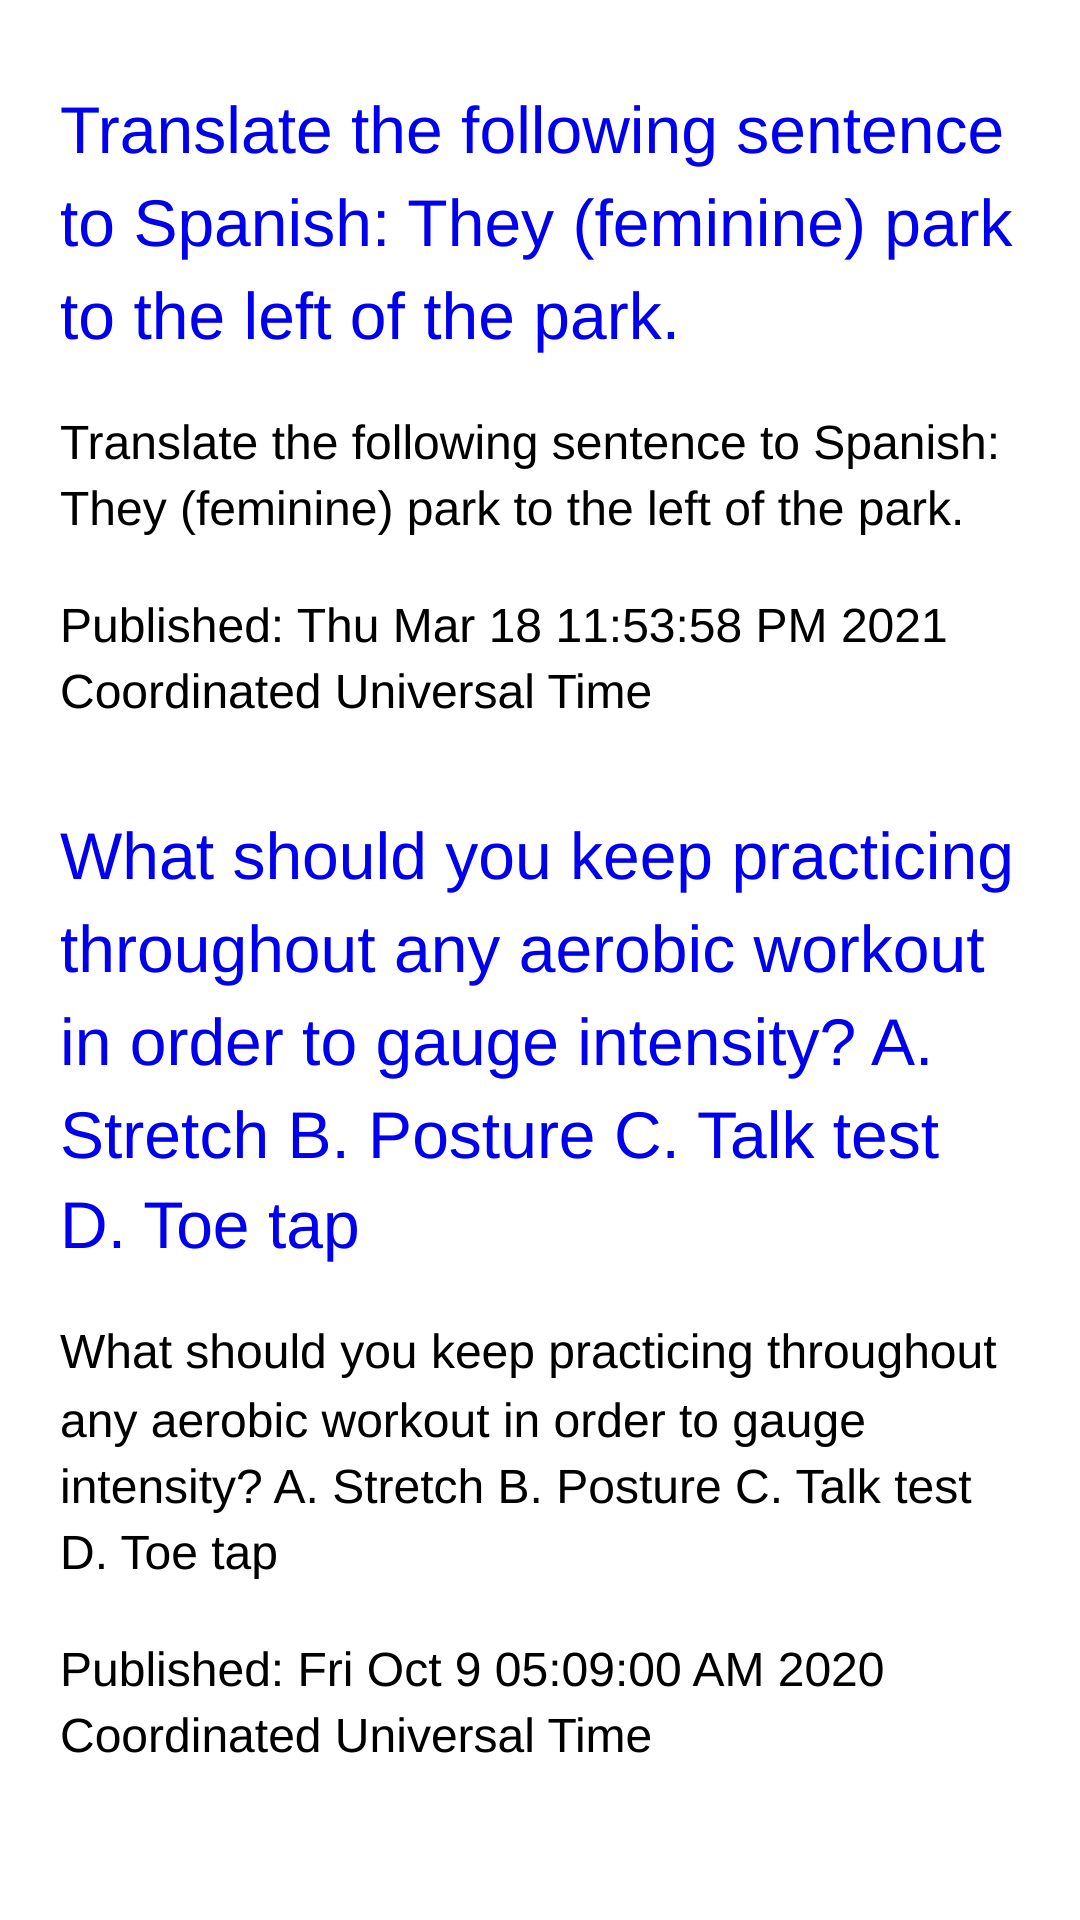 Translate the following sentence
to Spanish: They (feminine) park
to the left of the park.
Translate the following sentence to Spanish:
They (feminine) park to the left of the park.
Published: Thu Mar 18 11:53:58 PM 2021
Coordinated Universal Time
What should you keep practicing
throughout any aerobic workout
in order to gauge intensity? A.
Stretch B. Posture C. Talk test
D. Toe tap
What should you keep practicing throughout
any aerobic workout in order to gauge
intensity? A. Stretch B. Posture C. Talk test
D. Toe tap
Published: Fri Oct 9 05:09:00 AM 2020
Coordinated Universal Time